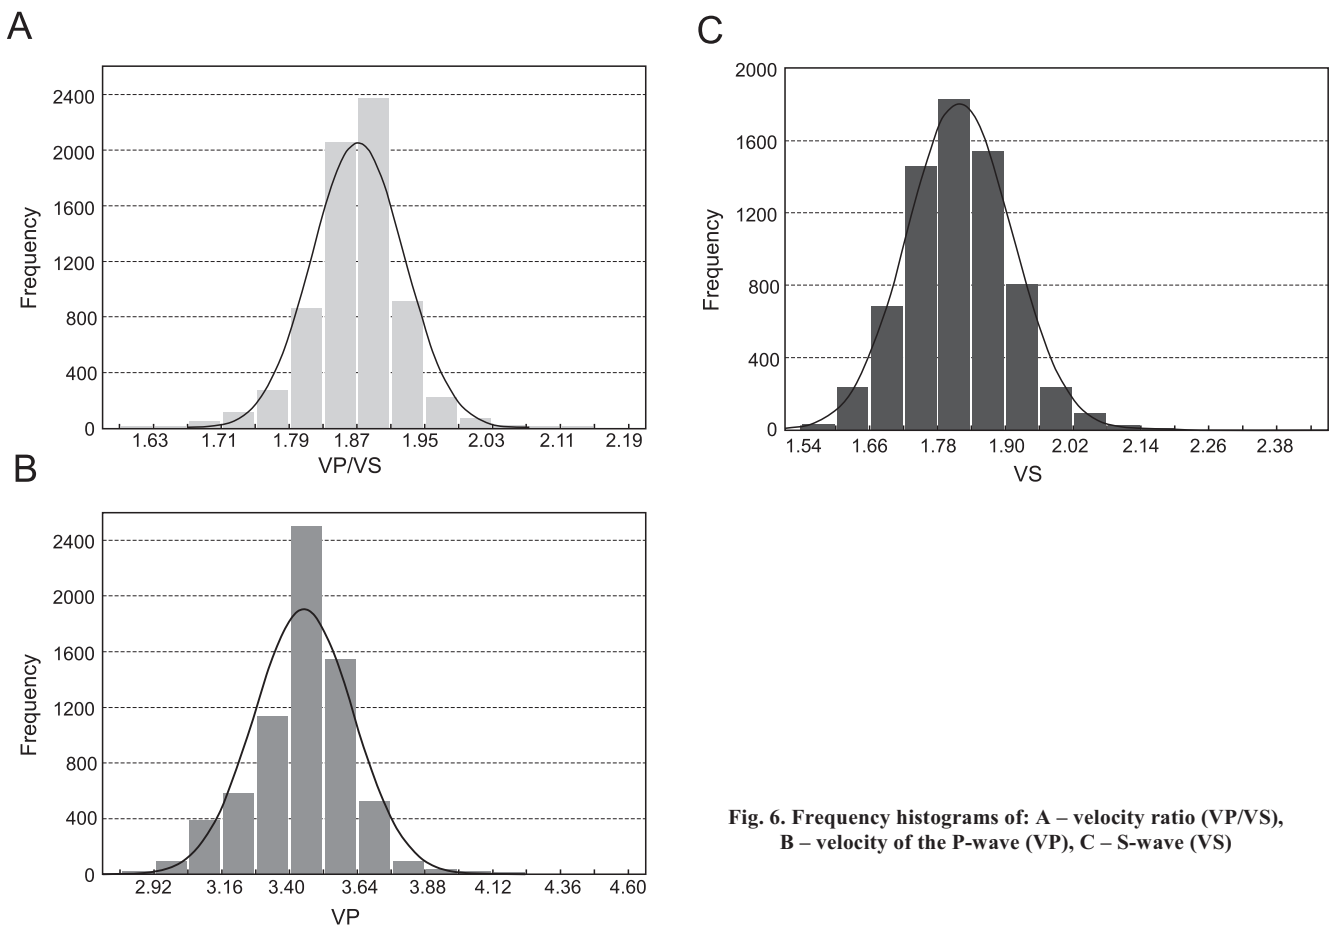 A
2400
2000
1600
1200
800
400
0
Frequency
1.63 1.71 1.79 1.87 1.95 2.03 2.11 2.19
VP/VS
B
2400
2000
1600
1200
800
400
0
Frequency
2.92 3.16 3.40 3.64 3.88 4.12 4.36 4.60
VP
C
2000
1600
1200
800
400
0
Frequency
1.54 1.66 1.78 1.90 2.02 2.14 2.26 2.38
VS
Fig. 6. Frequency histograms of: A – velocity ratio (VP/VS),
B – velocity of the P-wave (VP), C – S-wave (VS)